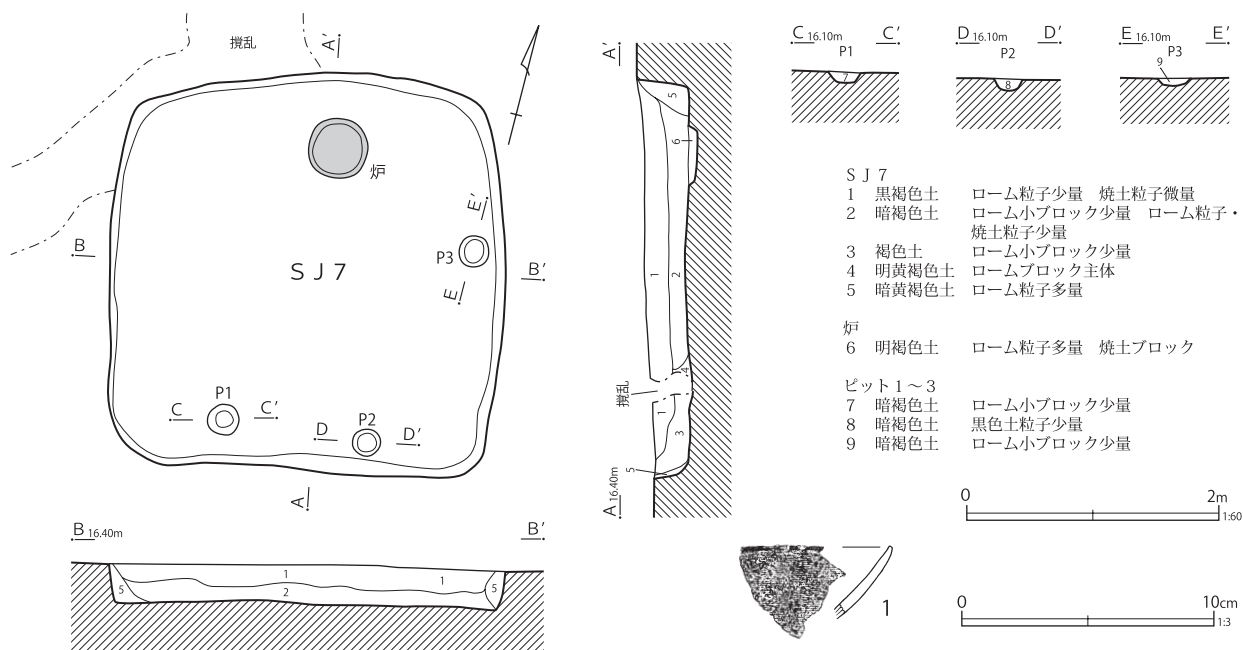 撹乱
A′
炉
E′
P3
B
B′
SJ7
E
P1
C
C′
P2
D
D′
A
B 16.40m
B′
1
1
2
5
5
A′
5
6
1
2
4
撹乱
1
3
5
A 16.40m
C 16.10m
C′
P1
7
D 16.10m
D′
P2
8
E 16.10m
E′
P3
9
SJ7
1 黒褐色土 ローム粒子少量 焼土粒子微量
2 暗褐色土 ローム小ブロック少量 ローム粒子・
焼土粒子少量
3 褐色土 ローム小ブロック少量
4 明黄褐色土 ロームブロック主体
5 暗黄褐色土 ローム粒子多量
炉
6 明褐色土 ローム粒子多量 焼土ブロック
ピット1～3
7 暗褐色土 ローム小ブロック少量
8 暗褐色土 黒色土粒子少量
9 暗褐色土 ローム小ブロック少量
0 2m
1:60
1
0 10cm
1:3